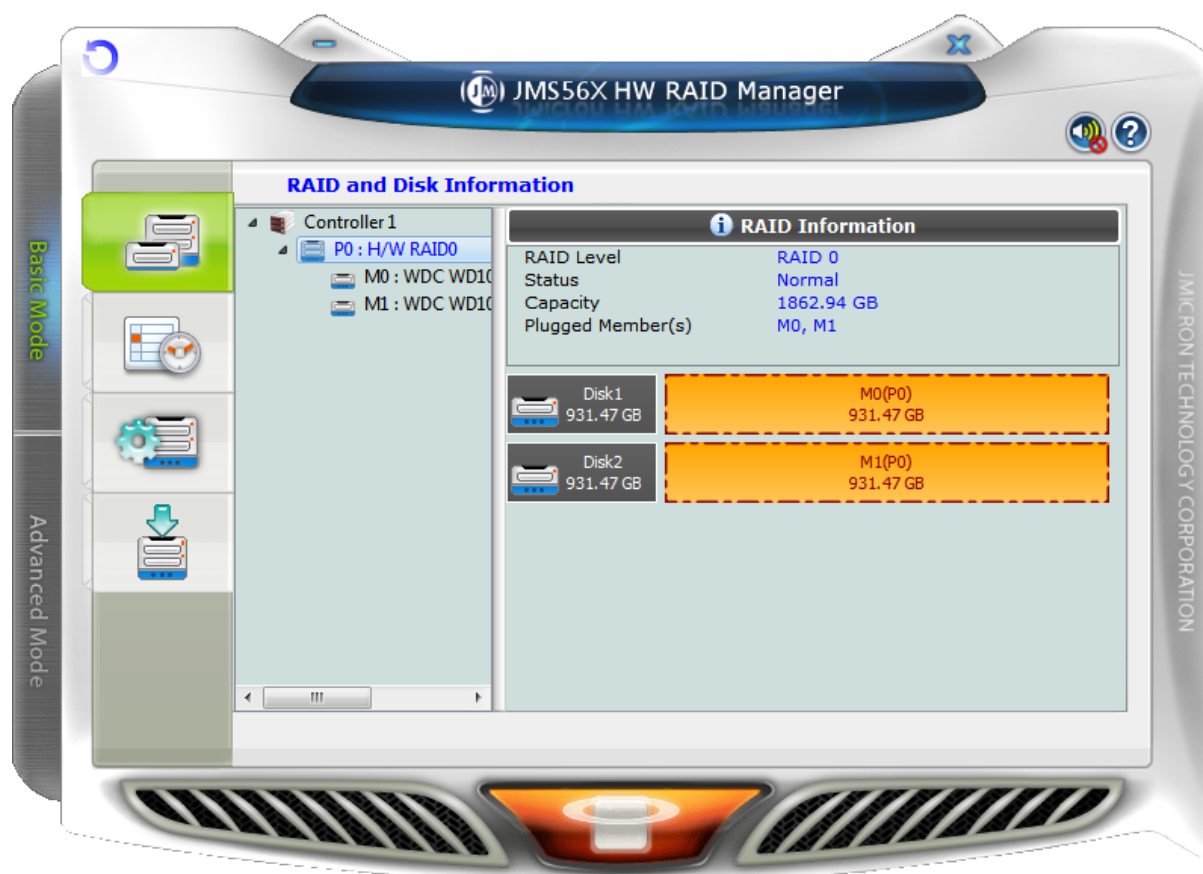 JM JMS56X HW RAID Manager
RAID and Disk Information
Basic Mode
Advanced Mode
Controller 1
P0 : H/W RAID0
M0 : WDC WD10
M1 : WDC WD10
RAID Information
RAID Level RAID 0
Status Normal
Capacity 1862.94 GB
Plugged Member(s) M0, M1
Disk1
931.47 GB
M0(P0)
931.47 GB
Disk2
931.47 GB
M1(P0)
931.47 GB
JMICRON TECHNOLOGY CORPORATION